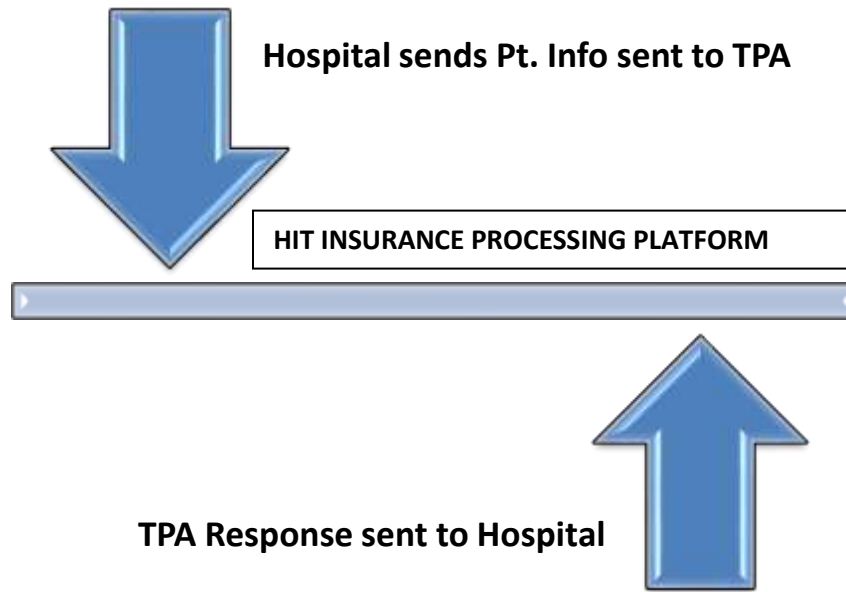 Hospital sends Pt. Info sent to TPA
HIT INSURANCE PROCESSING PLATFORM
TPA Response sent to Hospital